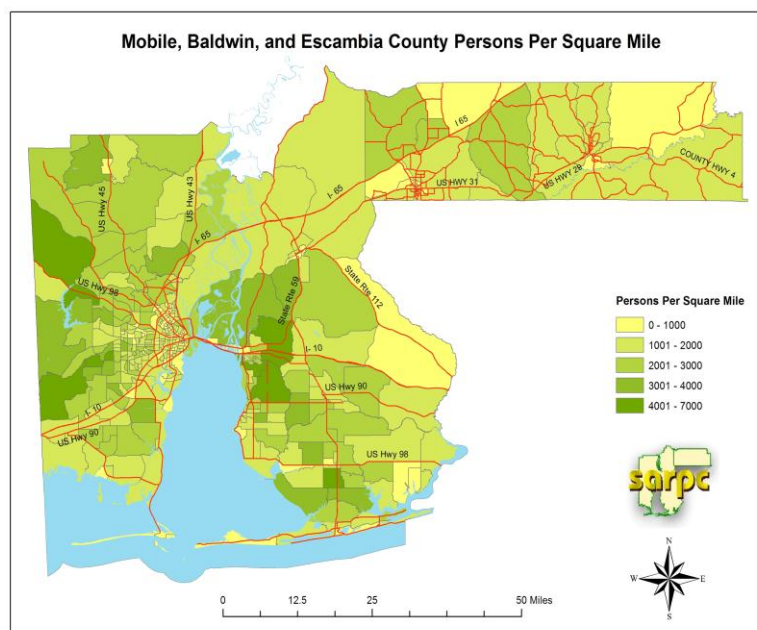 Mobile, Baldwin, and Escambia County Persons Per Square Mile
I 65
US Hwy 45
US Hwy 43
US HWY 31
US HWY 29
COUNTY HWY 4
I- 65
I- 65
US Hwy 98
State Rte 59
State Rte 112
Persons Per Square Mile
0 - 1000
1001 - 2000
2001 - 3000
3001 - 4000
4001 - 7000
I- 10
US Hwy 90
I- 10
US Hwy 90
US Hwy 98
sarpc
N
W E
S
0 12.5 25 50 Miles